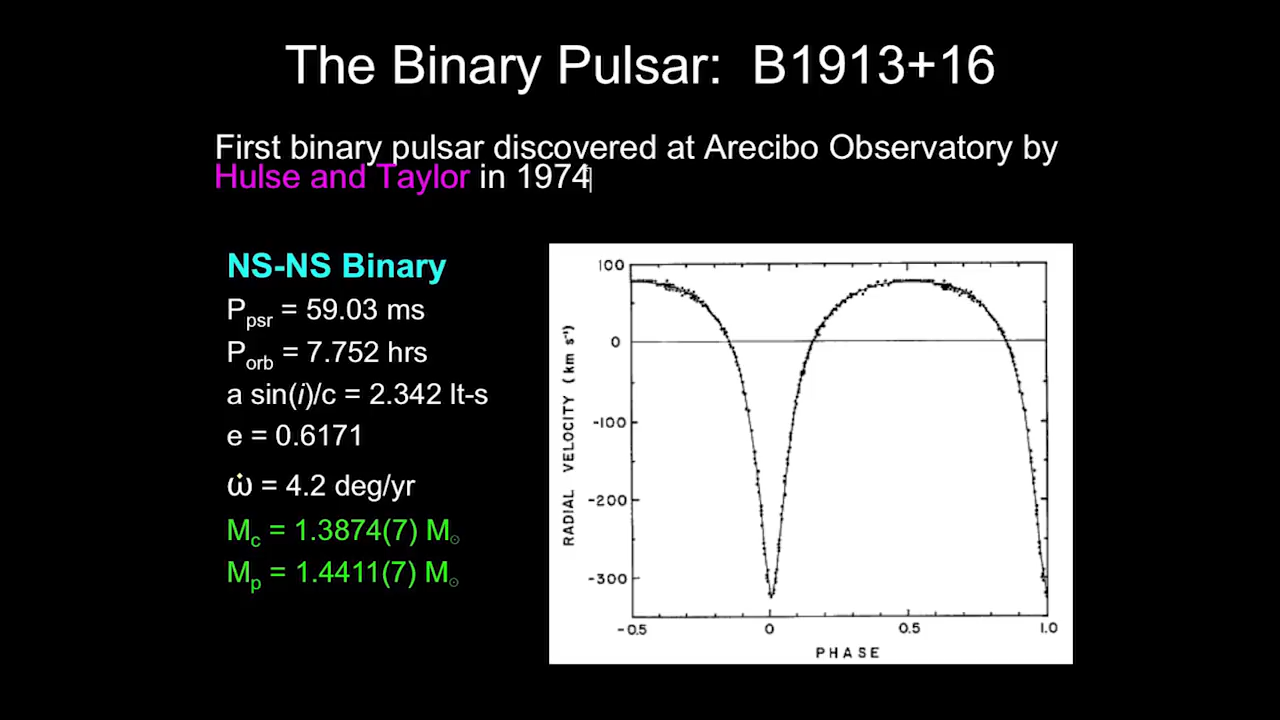 The Binary Pulsar: B1913+16
First binary pulsar discovered at Arecibo Observatory by
Hulse and Taylor in 1974
NS-NS Binary
Ppsr = 59.03 ms
Porb = 7.752 hrs
a sin(i)/c = 2.342 lt-s
e = 0.6171
ω̇ = 4.2 deg/yr
Mc = 1.3874(7) M☉
Mp = 1.4411(7) M☉
RADIAL VELOCITY (km s⁻¹)
100
0
-100
-200
-300
-0.5
0
0.5
1.0
PHASE